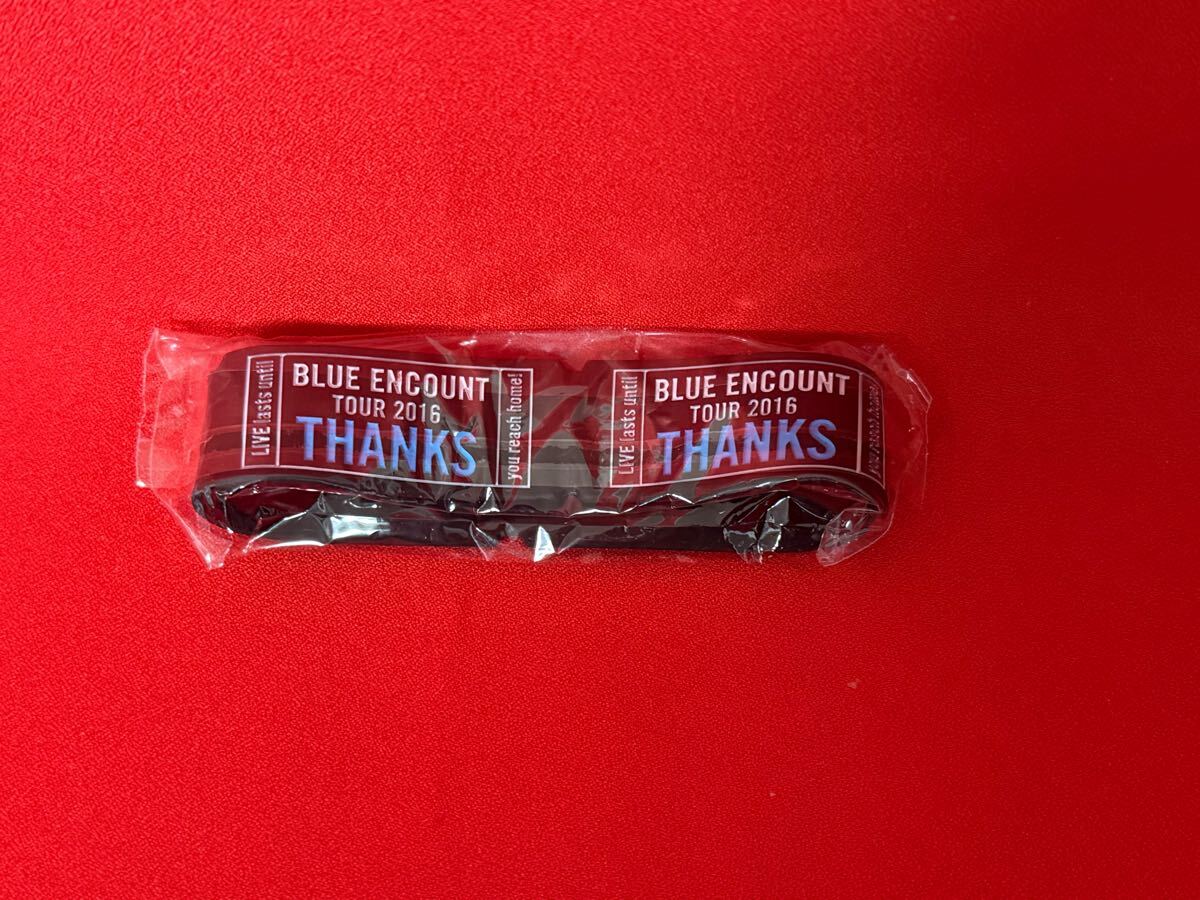 LIVE lasts until
BLUE ENCOUNT
TOUR 2016
THANKS
you reach home!
LIVE lasts until
BLUE ENCOUNT
TOUR 2016
THANKS